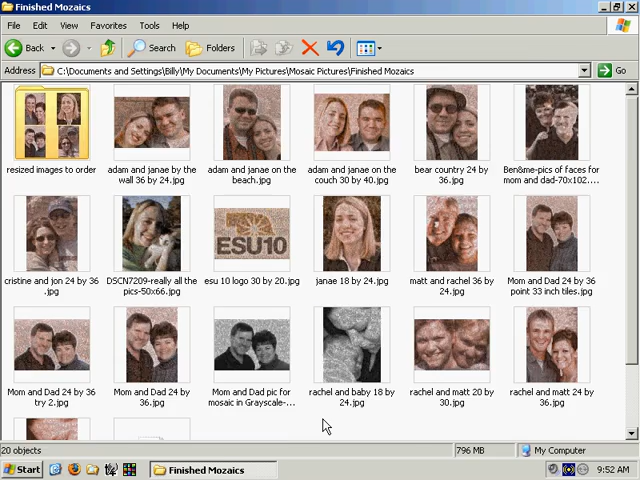 Finished Mozaics
File Edit View Favorites Tools Help
Back Search Folders
Address C:\Documents and Settings\Billy\My Documents\My Pictures\Mosaic Pictures\Finished Mozaics Go
resized images to order
adam and janae by the
wall 36 by 24.jpg
adam and janae on the
beach.jpg
adam and janae on the
couch 30 by 40.jpg
bear country 24 by
36.jpg
Ben&me-pics of faces for
mom and dad-70x102....
cristine and jon 24 by 36
.jpg
DSCN7209-really all the
pics-50x66.jpg
ESU10
esu 10 logo 30 by 20.jpg
janae 18 by 24.jpg
matt and rachel 36 by
24.jpg
Mom and Dad 24 by 36
point 33 inch tiles.jpg
Mom and Dad 24 by 36
try 2.jpg
Mom and Dad 24 by
36.jpg
Mom and Dad pic for
mosaic in Grayscale-...
rachel and baby 18 by
24.jpg
rachel and matt 20 by
30.jpg
rachel and matt 24 by
36.jpg
20 objects 796 MB My Computer
Start Finished Mozaics 9:52 AM